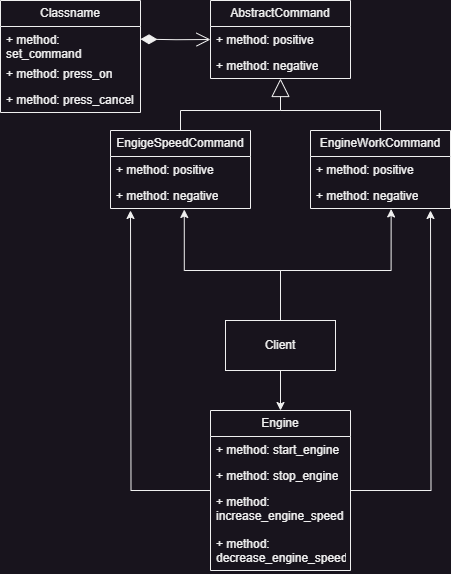 Classname
+ method:
set_command
+ method: press_on
+ method: press_cancel
AbstractCommand
+ method: positive
+ method: negative
EngigeSpeedCommand
+ method: positive
+ method: negative
EngineWorkCommand
+ method: positive
+ method: negative
Client
Engine
+ method: start_engine
+ method: stop_engine
+ method:
increase_engine_speed
+ method:
decrease_engine_speed